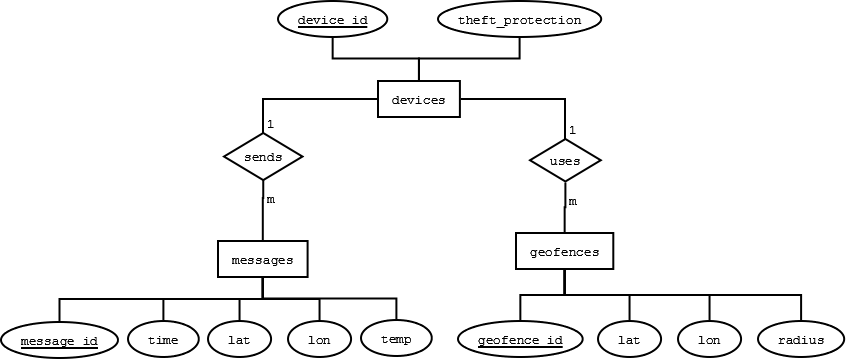 device_id
theft_protection
devices
1
1
sends
uses
m
m
messages
geofences
message_id
time
lat
lon
temp
geofence_id
lat
lon
radius